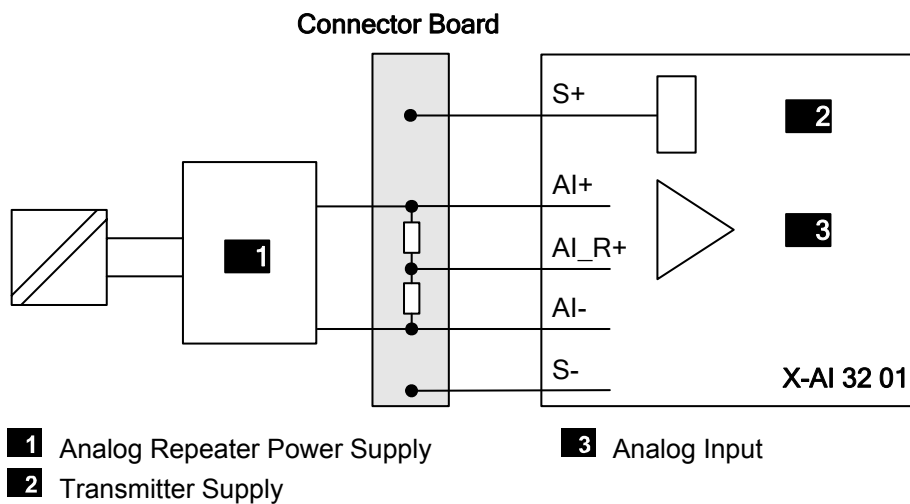 Connector Board
S+
2
AI+
3
1
AI_R+
AI-
S-
X-AI 32 01
1 Analog Repeater Power Supply
3 Analog Input
2 Transmitter Supply